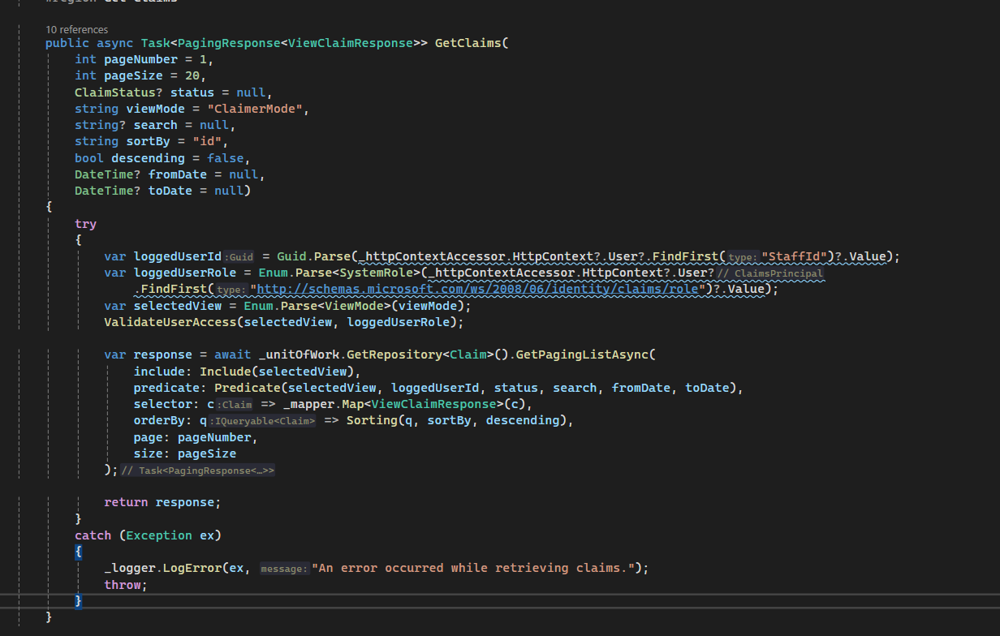 #region Get Claims
10 references
public async Task<PagingResponse<ViewClaimResponse>> GetClaims(
int pageNumber = 1,
int pageSize = 20,
ClaimStatus? status = null,
string viewMode = "ClaimerMode",
string? search = null,
string sortBy = "id",
bool descending = false,
DateTime? fromDate = null,
DateTime? toDate = null)
{
try
{
var loggedUserId :Guid = Guid.Parse(_httpContextAccessor.HttpContext?.User?.FindFirst( type: "StaffId")?.Value);
var loggedUserRole = Enum.Parse<SystemRole>(_httpContextAccessor.HttpContext?.User? // ClaimsPrincipal
.FindFirst( type: "http://schemas.microsoft.com/ws/2008/06/identity/claims/role")?.Value);
var selectedView = Enum.Parse<ViewMode>(viewMode);
ValidateUserAccess(selectedView, loggedUserRole);
var response = await _unitOfWork.GetRepository<Claim>().GetPagingListAsync(
include: Include(selectedView),
predicate: Predicate(selectedView, loggedUserId, status, search, fromDate, toDate),
selector: c :Claim => _mapper.Map<ViewClaimResponse>(c),
orderBy: q :IQueryable<Claim> => Sorting(q, sortBy, descending),
page: pageNumber,
size: pageSize
); // Task<PagingResponse<…>>
return response;
}
catch (Exception ex)
{
_logger.LogError(ex, message: "An error occurred while retrieving claims.");
throw;
}
}